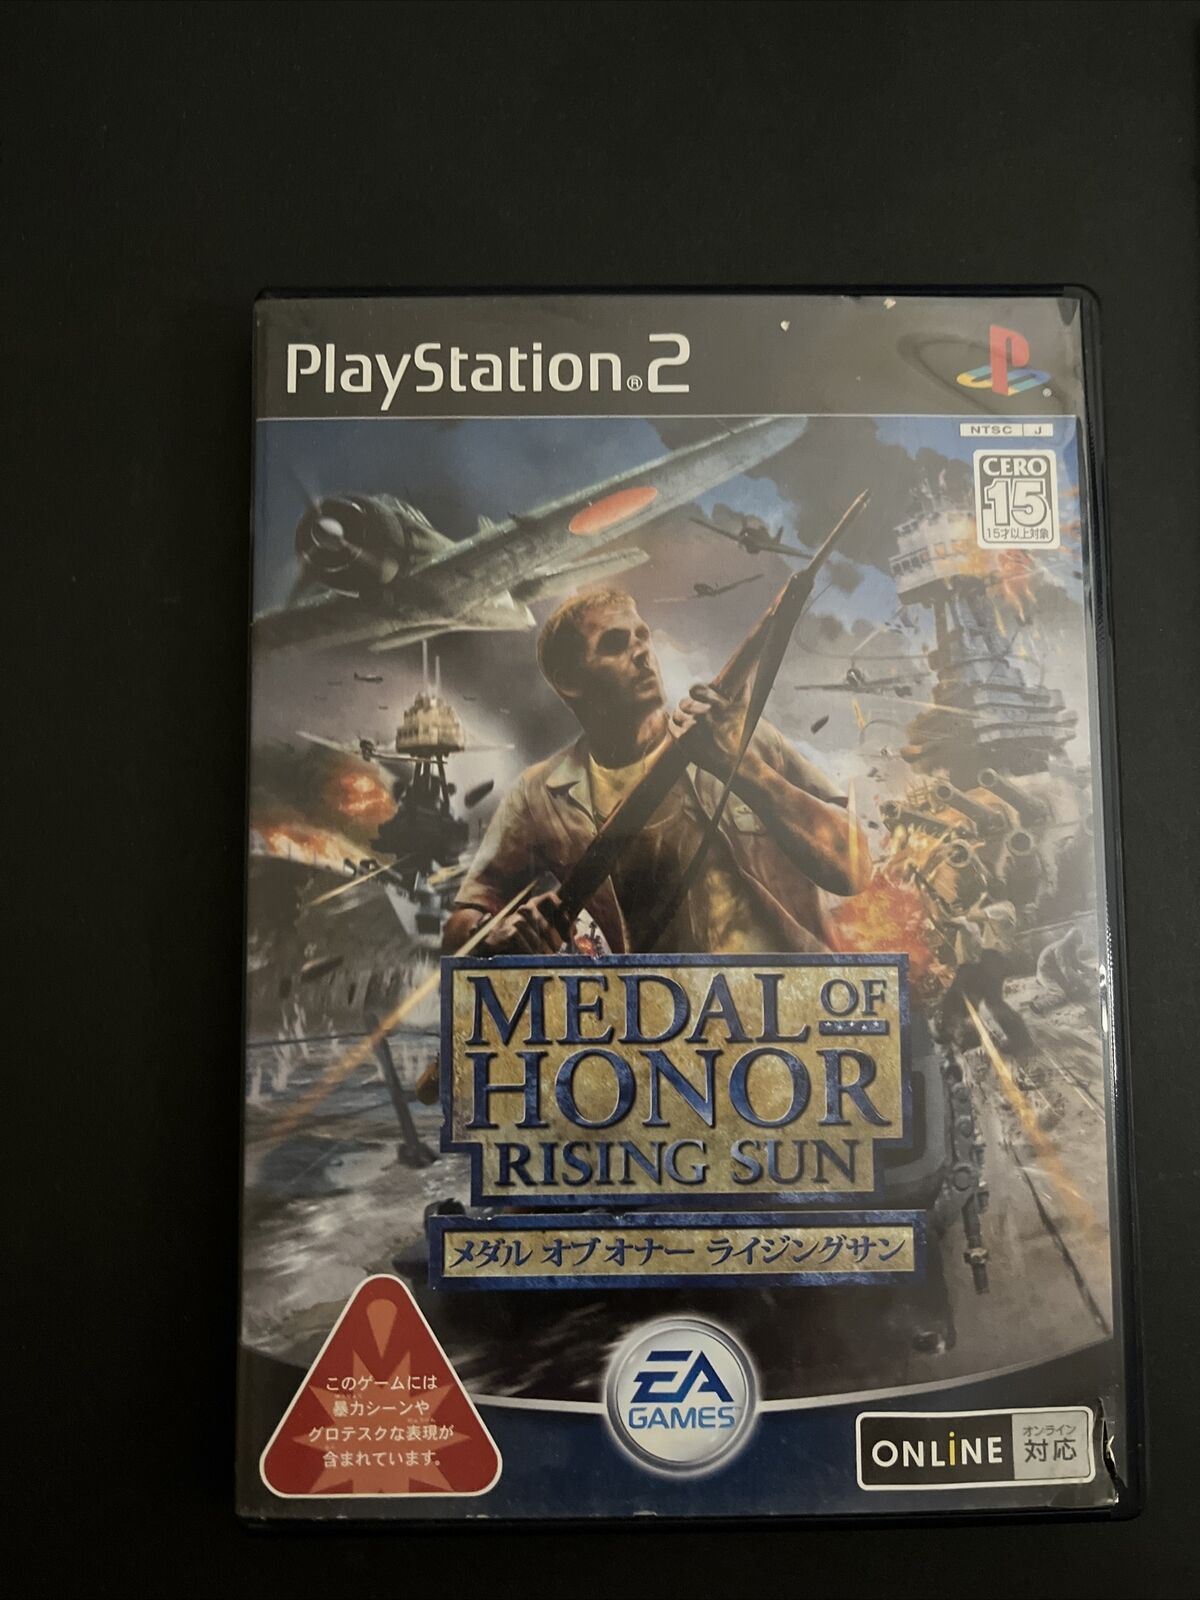 PlayStation®2
NTSC J
CERO
15
15才以上対象
MEDAL OF
HONOR
RISING SUN
メダル オブ オナー ライジングサン
このゲームには
暴力シーンや
グロテスクな表現が
含まれています。
EA
GAMES
ONLiNE
オンライン
対応